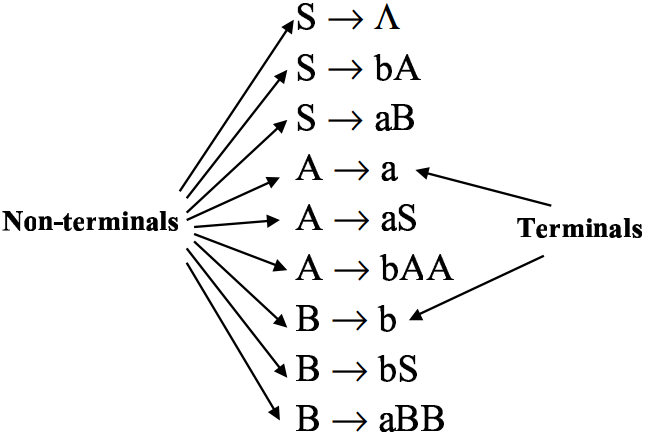 S → Λ
S → bA
S → aB
A → a
Non-terminals
A → aS
Terminals
A → bAA
B → b
B → bS
B → aBB